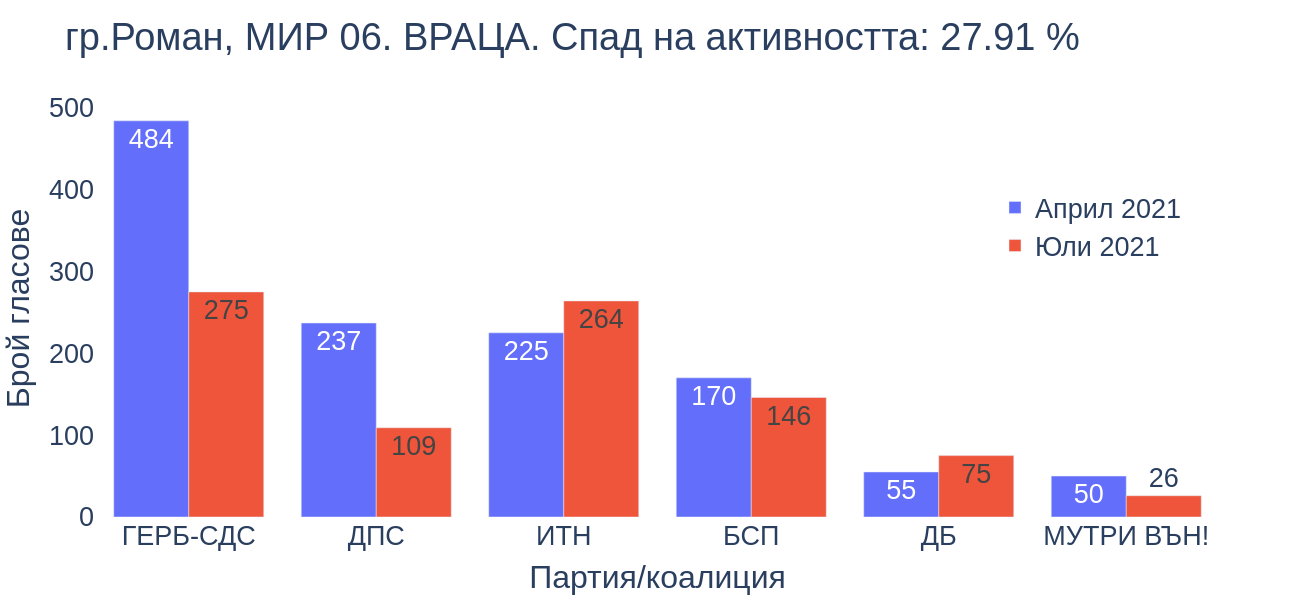 гр.Роман, МИР 06. ВРАЦА. Спад на активността: 27.91 %
500
400
300
200
100
0
Брой гласове
484
275
237
109
225
264
170
146
55
75
50
26
Април 2021
Юли 2021
ГЕРБ-СДС
ДПС
ИТН
БСП
ДБ
МУТРИ ВЪН!
Партия/коалиция